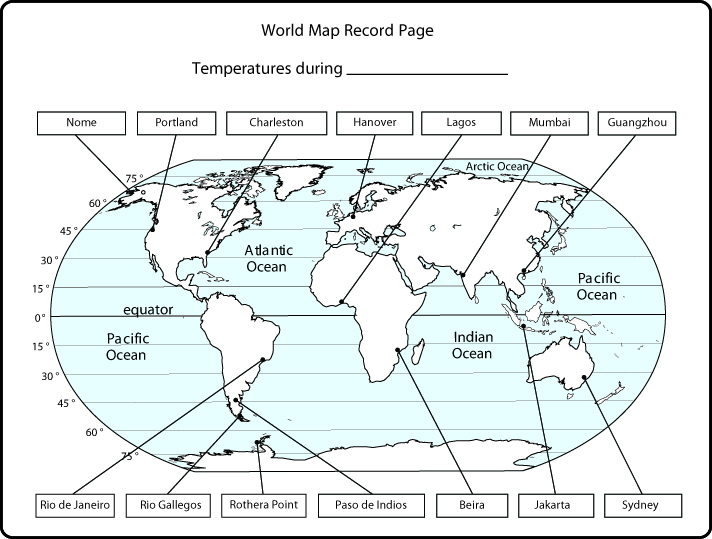 World Map Record Page
Temperatures during
Nome
Portland
Charleston
Hanover
Lagos
Mumbai
Guangzhou
Arctic Ocean
75°
60°
45°
30°
15°
0°
15°
30°
45°
60°
75°
Atlantic
Ocean
Pacific
Ocean
equator
Pacific
Ocean
Indian
Ocean
Rio de Janeiro
Rio Gallegos
Rothera Point
Paso de Indios
Beira
Jakarta
Sydney